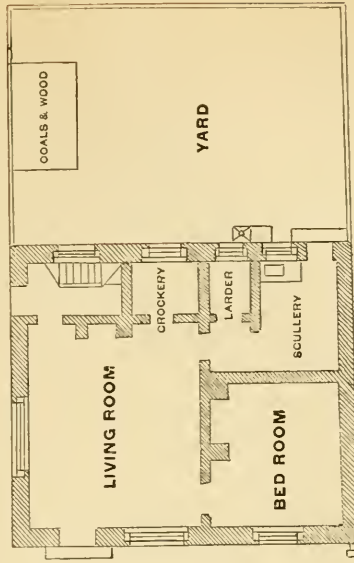 COALS & WOOD
YARD
CROCKERY
LARDER
SCULLERY
LIVING ROOM
BED ROOM